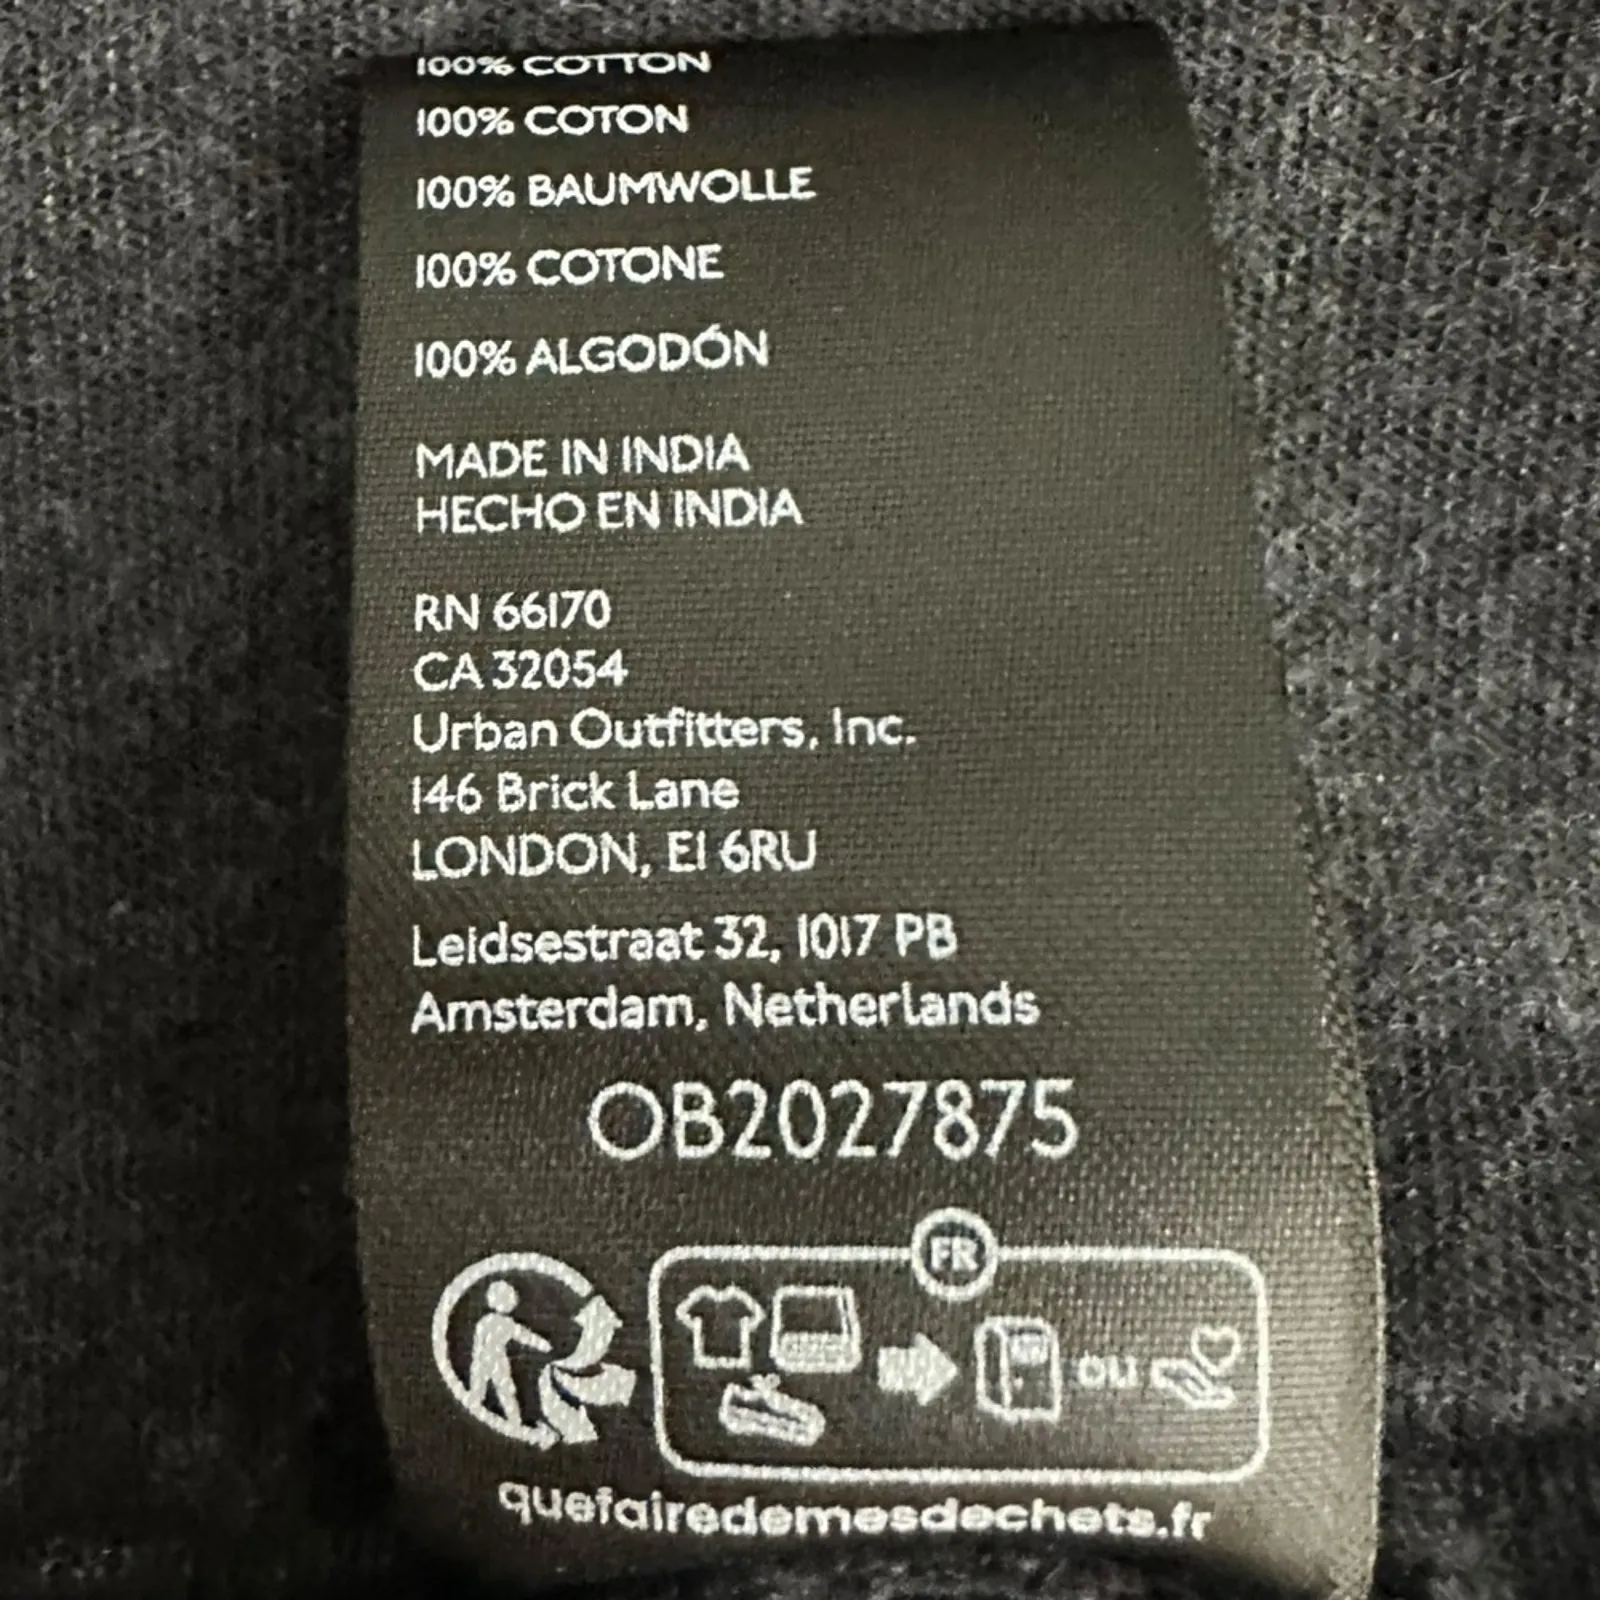 100% COTTON
100% COTON
100% BAUMWOLLE
100% COTONE
100% ALGODÓN
MADE IN INDIA
HECHO EN INDIA
RN 66170
CA 32054
Urban Outfitters, Inc.
146 Brick Lane
LONDON, E1 6RU
Leidsestraat 32, 1017 PB
Amsterdam, Netherlands
OB2027875
FR
OU
quefairedemesdechets.fr